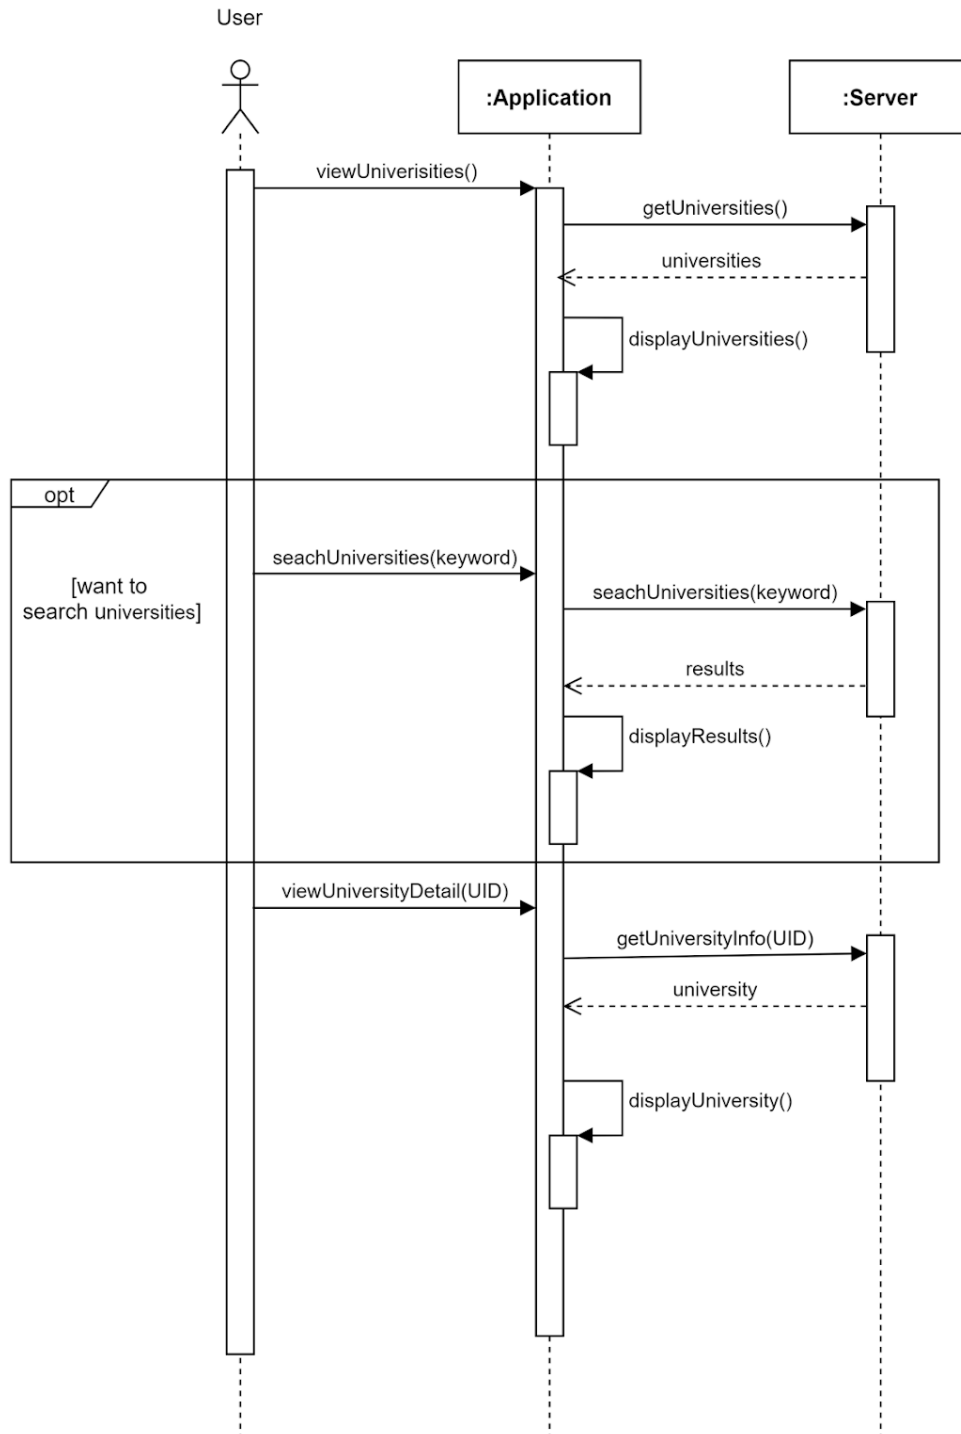 User
:Application
:Server
viewUniverisities()
getUniversities()
universities
displayUniversities()
opt
seachUniversities(keyword)
[want to
search universities]
seachUniversities(keyword)
results
displayResults()
viewUniversityDetail(UID)
getUniversityInfo(UID)
university
displayUniversity()